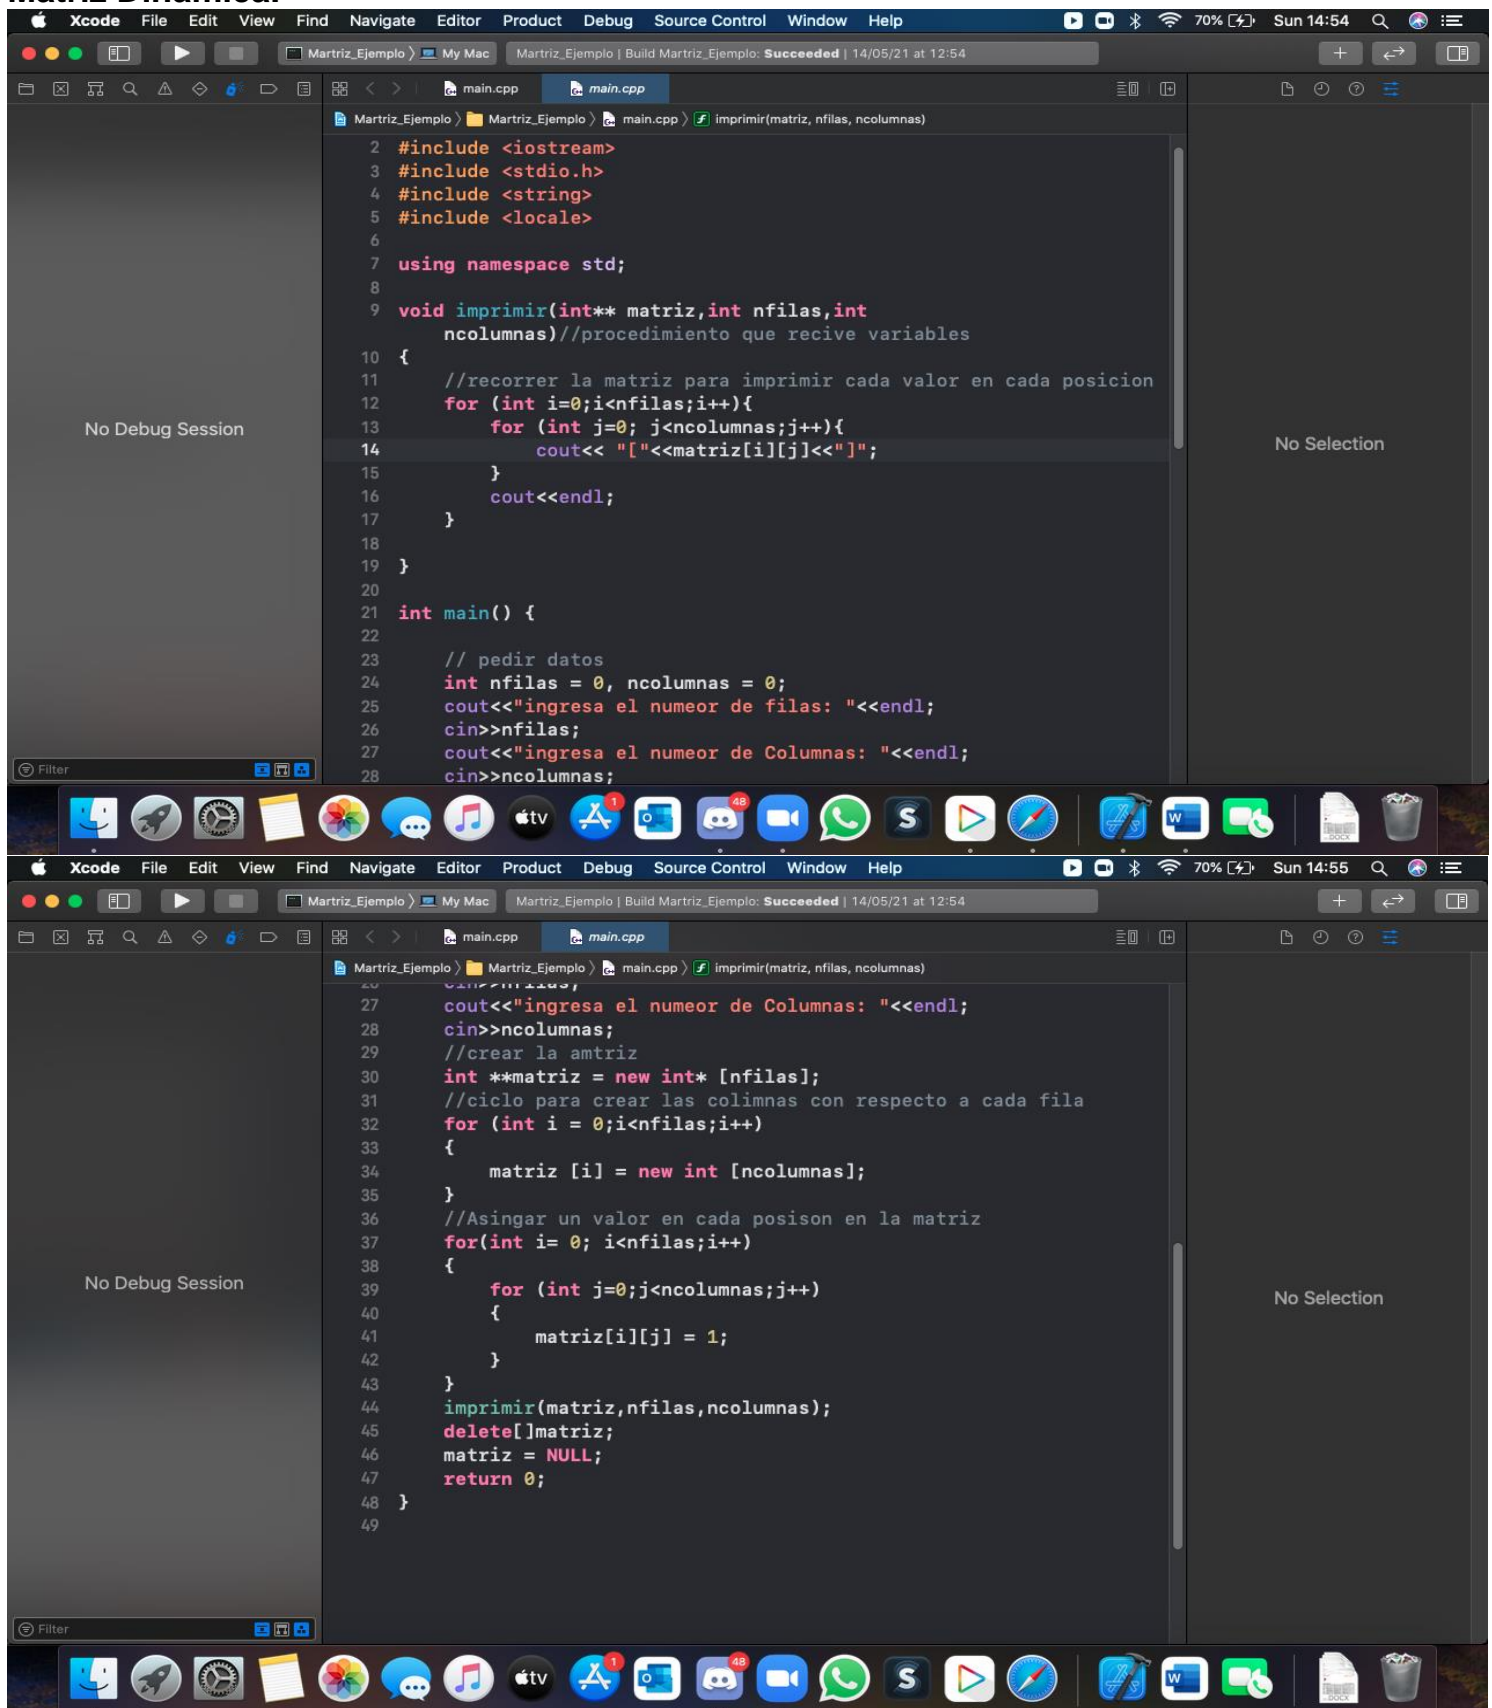 Matriz Dinamica.
Xcode File Edit View Find Navigate Editor Product Debug Source Control Window Help 70% Sun 14:54
Martriz_Ejemplo 〉 My Mac Martriz_Ejemplo | Build Martriz_Ejemplo: Succeeded | 14/05/21 at 12:54
main.cpp main.cpp
Martriz_Ejemplo 〉 Martriz_Ejemplo 〉 main.cpp 〉 f imprimir(matriz, nfilas, ncolumnas)
2 #include <iostream>
3 #include <stdio.h>
4 #include <string>
5 #include <locale>
6
7 using namespace std;
8
9 void imprimir(int** matriz,int nfilas,int
ncolumnas)//procedimiento que recive variables
10 {
11 //recorrer la matriz para imprimir cada valor en cada posicion
12 for (int i=0;i<nfilas;i++){
13 for (int j=0; j<ncolumnas;j++){
14 cout<< "["<<matriz[i][j]<<"]";
15 }
16 cout<<endl;
17 }
18
19 }
20
21 int main() {
22
23 // pedir datos
24 int nfilas = 0, ncolumnas = 0;
25 cout<<"ingresa el numeor de filas: "<<endl;
26 cin>>nfilas;
27 cout<<"ingresa el numeor de Columnas: "<<endl;
28 cin>>ncolumnas;
No Debug Session
No Selection
Filter
1 48 tv S W DOCX
Xcode File Edit View Find Navigate Editor Product Debug Source Control Window Help 70% Sun 14:55
Martriz_Ejemplo 〉 My Mac Martriz_Ejemplo | Build Martriz_Ejemplo: Succeeded | 14/05/21 at 12:54
main.cpp main.cpp
Martriz_Ejemplo 〉 Martriz_Ejemplo 〉 main.cpp 〉 f imprimir(matriz, nfilas, ncolumnas)
26 cin>>nfilas;
27 cout<<"ingresa el numeor de Columnas: "<<endl;
28 cin>>ncolumnas;
29 //crear la amtriz
30 int **matriz = new int* [nfilas];
31 //ciclo para crear las colimnas con respecto a cada fila
32 for (int i = 0;i<nfilas;i++)
33 {
34 matriz [i] = new int [ncolumnas];
35 }
36 //Asingar un valor en cada posison en la matriz
37 for(int i= 0; i<nfilas;i++)
38 {
39 for (int j=0;j<ncolumnas;j++)
40 {
41 matriz[i][j] = 1;
42 }
43 }
44 imprimir(matriz,nfilas,ncolumnas);
45 delete[]matriz;
46 matriz = NULL;
47 return 0;
48 }
49
No Debug Session
No Selection
Filter
1 48 tv S W DOCX